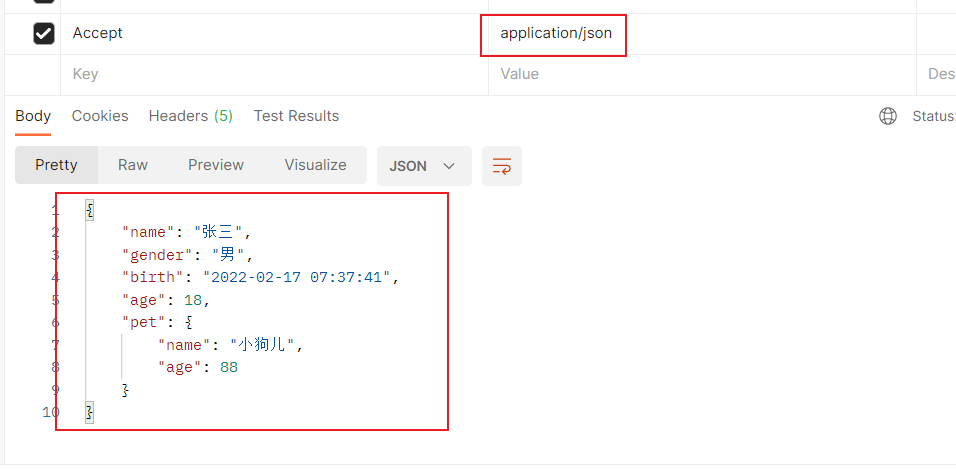 Accept application/json
Key Value Des
Body Cookies Headers (5) Test Results Status:
Pretty Raw Preview Visualize JSON
1 {
2 "name": "张三",
3 "gender": "男",
4 "birth": "2022-02-17 07:37:41",
5 "age": 18,
6 "pet": {
7 "name": "小狗儿",
8 "age": 88
9 }
10 }